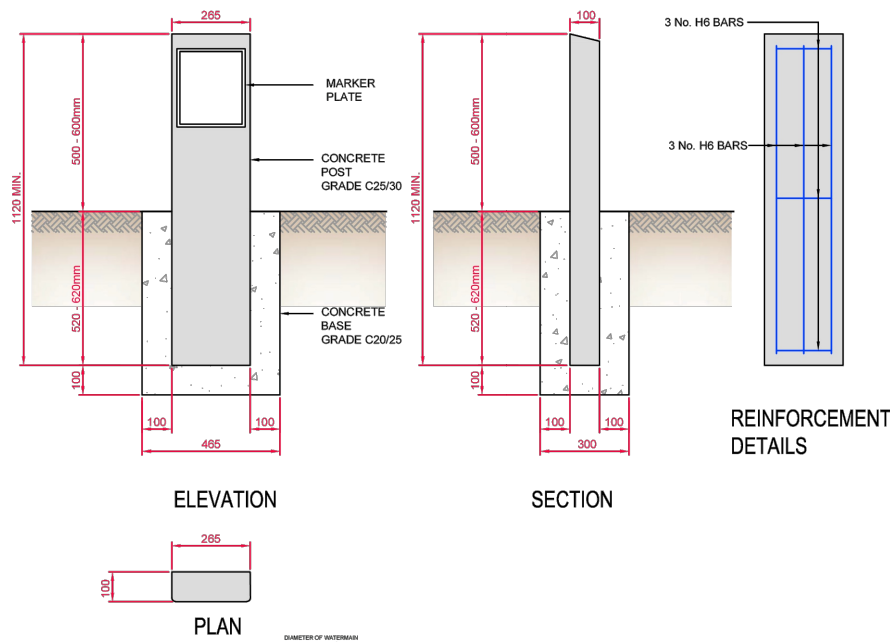 265
100
3 No. H6 BARS
MARKER
PLATE
500 - 600mm
1120 MIN.
CONCRETE
POST
GRADE C25/30
500 - 600mm
1120 MIN.
3 No. H6 BARS
520 - 620mm
CONCRETE
BASE
GRADE C20/25
520 - 620mm
100
100
100
100
465
100
100
300
REINFORCEMENT
DETAILS
ELEVATION
SECTION
265
100
PLAN
DIAMETER OF WATERMAIN